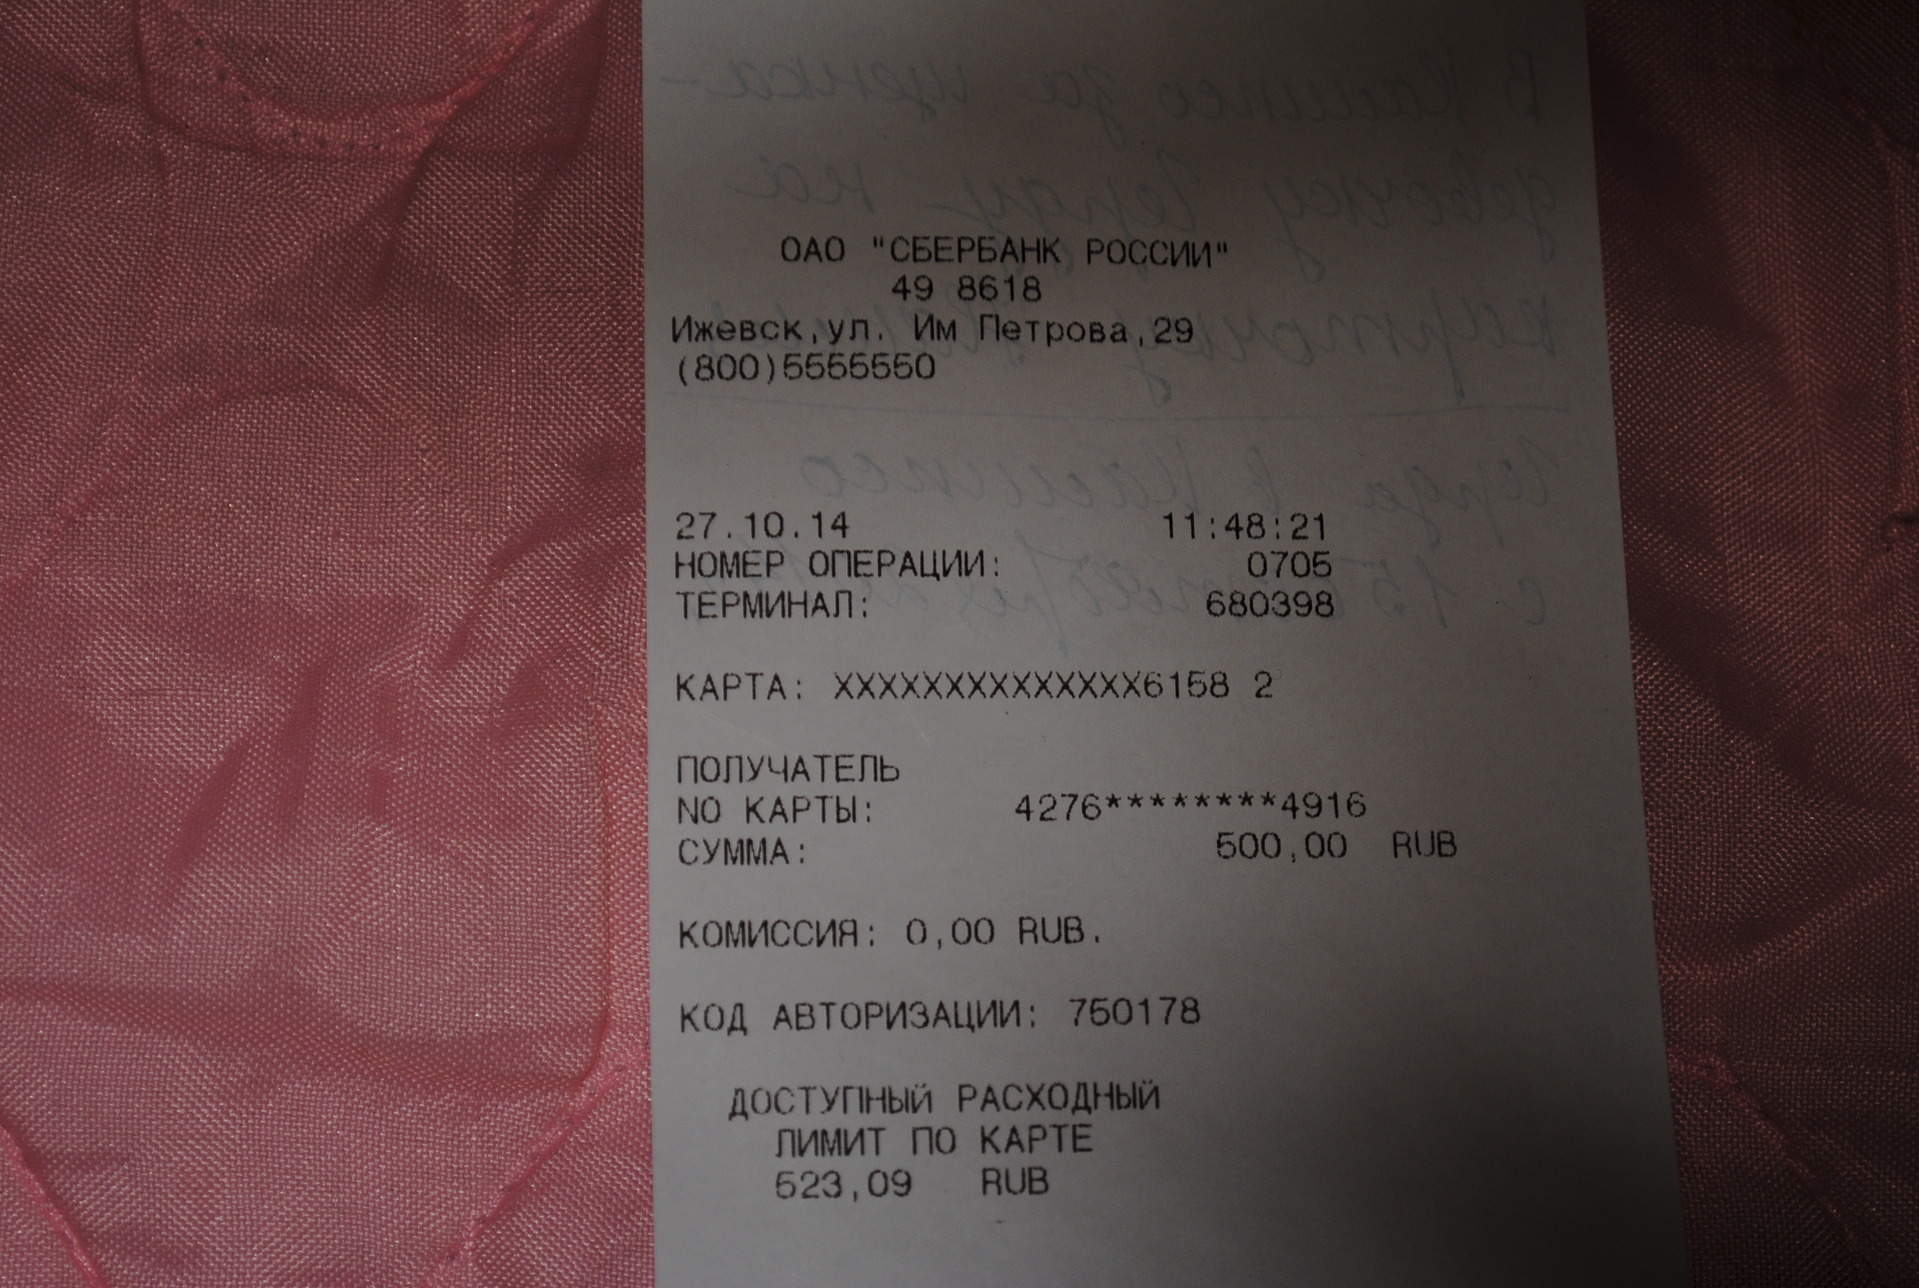 ОАО "СБЕРБАНК РОССИИ"
49 8618
Ижевск,ул. Им Петрова,29
(800)5555550
27.10.14 11:48:21
НОМЕР ОПЕРАЦИИ: 0705
ТЕРМИНАЛ: 680398
КАРТА: XXXXXXXXXXXXXX6158 2
ПОЛУЧАТЕЛЬ
NO КАРТЫ: 4276********4916
СУММА: 500,00 RUB
КОМИССИЯ: 0,00 RUB.
КОД АВТОРИЗАЦИИ: 750178
ДОСТУПНЫЙ РАСХОДНЫЙ
ЛИМИТ ПО КАРТЕ
523,09 RUB